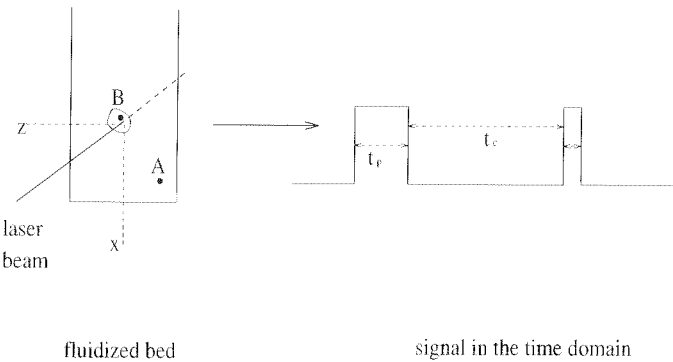 B
z
A
laser
beam
x
t_p
t_c
fluidized bed
signal in the time domain